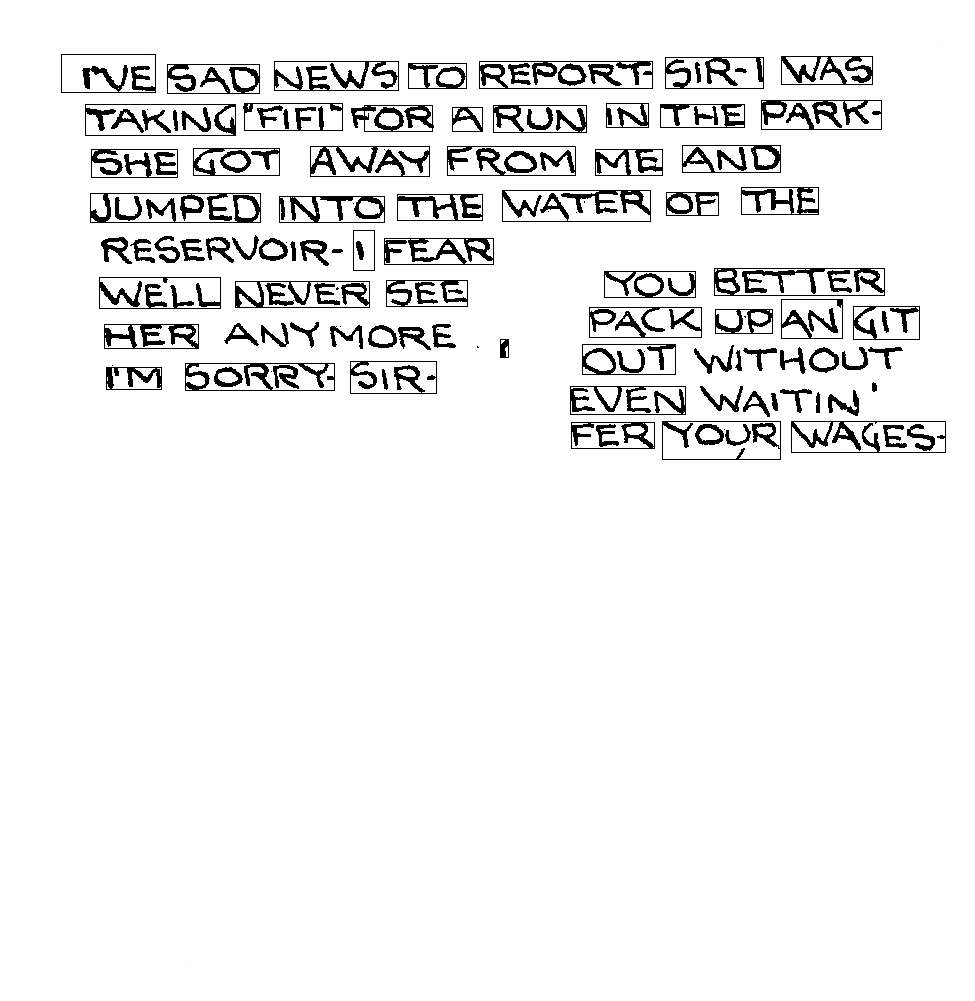 I'VE SAD NEWS TO REPORT- SIR- I WAS
TAKING "FIFI" FOR A RUN IN THE PARK-
SHE GOT AWAY FROM ME AND
JUMPED INTO THE WATER OF THE
RESERVOIR- I FEAR
WE'LL NEVER SEE
HER ANYMORE
I'M SORRY- SIR-
YOU BETTER
PACK UP AN' GIT
OUT WITHOUT
EVEN WAITIN'
FER YOUR WAGES-